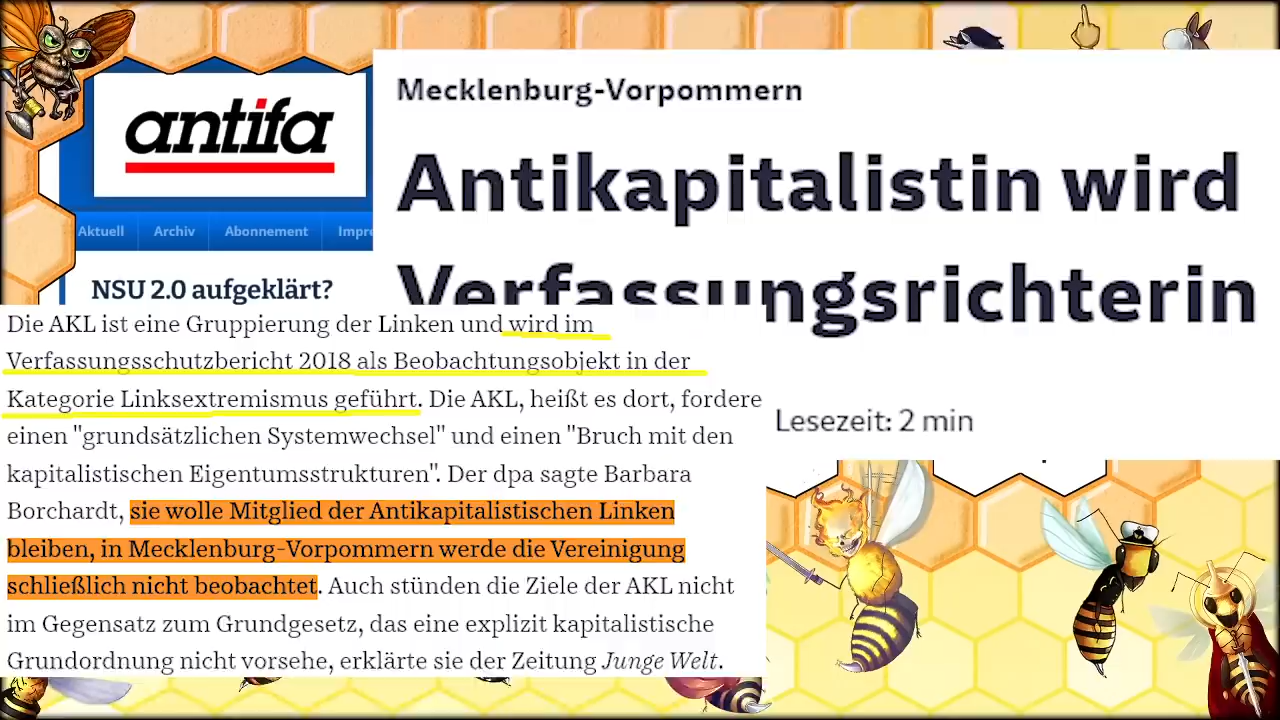 antifa
Aktuell Archiv Abonnement Impre
NSU 2.0 aufgeklärt?
Mecklenburg-Vorpommern
Antikapitalistin wird
Verfassungsrichterin
Lesezeit: 2 min
Die AKL ist eine Gruppierung der Linken und wird im
Verfassungsschutzbericht 2018 als Beobachtungsobjekt in der
Kategorie Linksextremismus geführt. Die AKL, heißt es dort, fordere
einen "grundsätzlichen Systemwechsel" und einen "Bruch mit den
kapitalistischen Eigentumsstrukturen". Der dpa sagte Barbara
Borchardt, sie wolle Mitglied der Antikapitalistischen Linken
bleiben, in Mecklenburg-Vorpommern werde die Vereinigung
schließlich nicht beobachtet. Auch stünden die Ziele der AKL nicht
im Gegensatz zum Grundgesetz, das eine explizit kapitalistische
Grundordnung nicht vorsehe, erklärte sie der Zeitung Junge Welt.